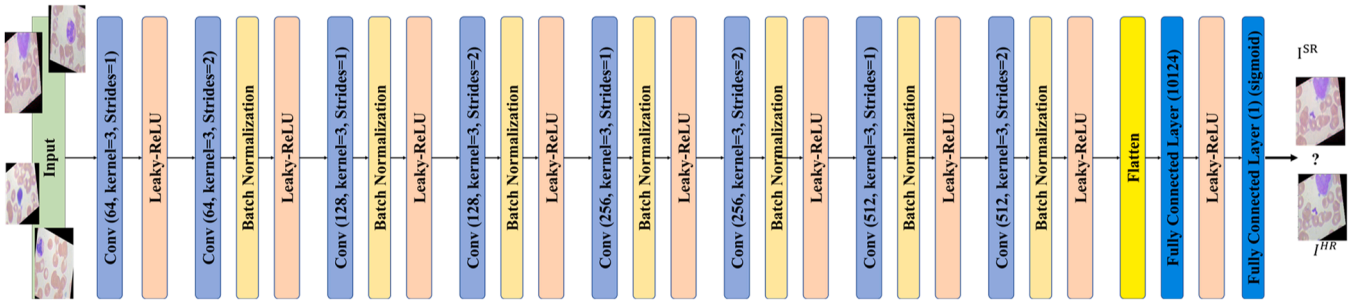 Input
Conv (64, kernel=3, Strides=1)
Leaky-ReLU
Conv (64, kernel=3, Strides=2)
Batch Normalization
Leaky-ReLU
Conv (128, kernel=3, Strides=1)
Batch Normalization
Leaky-ReLU
Conv (128, kernel=3, Strides=2)
Batch Normalization
Leaky-ReLU
Conv (256, kernel=3, Strides=1)
Batch Normalization
Leaky-ReLU
Conv (256, kernel=3, Strides=2)
Batch Normalization
Leaky-ReLU
Conv (512, kernel=3, Strides=1)
Batch Normalization
Leaky-ReLU
Conv (512, kernel=3, Strides=2)
Batch Normalization
Leaky-ReLU
Flatten
Fully Connected Layer (10124)
Leaky-ReLU
Fully Connected Layer (1) (sigmoid)
I^SR
?
I^HR